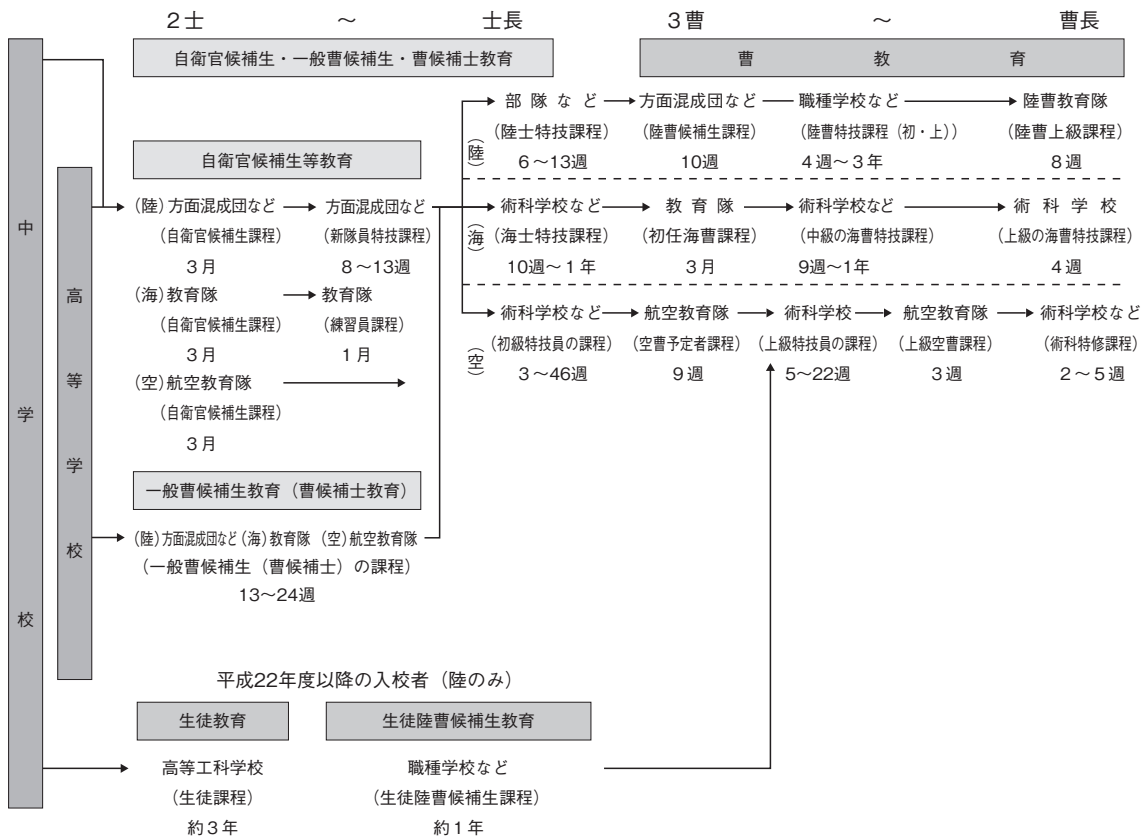 2士 ～ 士長 3曹 ～ 曹長
自衛官候補生・一般曹候補生・曹候補士教育 曹教育
中学校
高等学校
(陸)
部隊など 方面混成団など 職種学校など 陸曹教育隊
(陸士特技課程) (陸曹候補生課程) (陸曹特技課程(初・上)) (陸曹上級課程)
6～13週 10週 4週～3年 8週
自衛官候補生等教育
(陸)方面混成団など 方面混成団など
(自衛官候補生課程) (新隊員特技課程)
3月 8～13週
(海)教育隊 教育隊
(自衛官候補生課程) (練習員課程)
3月 1月
(空)航空教育隊
(自衛官候補生課程)
3月
(海)
術科学校など 教育隊 術科学校など 術科学校
(海士特技課程) (初任海曹課程) (中級の海曹特技課程) (上級の海曹特技課程)
10週～1年 3月 9週～1年 4週
(空)
術科学校など 航空教育隊 術科学校 航空教育隊 術科学校など
(初級特技員の課程) (空曹予定者課程) (上級特技員の課程) (上級空曹課程) (術科特修課程)
3～46週 9週 5～22週 3週 2～5週
一般曹候補生教育(曹候補士教育)
(陸)方面混成団など (海)教育隊 (空)航空教育隊
(一般曹候補生(曹候補士)の課程)
13～24週
平成22年度以降の入校者(陸のみ)
生徒教育 生徒陸曹候補生教育
高等工科学校 職種学校など
(生徒課程) (生徒陸曹候補生課程)
約3年 約1年